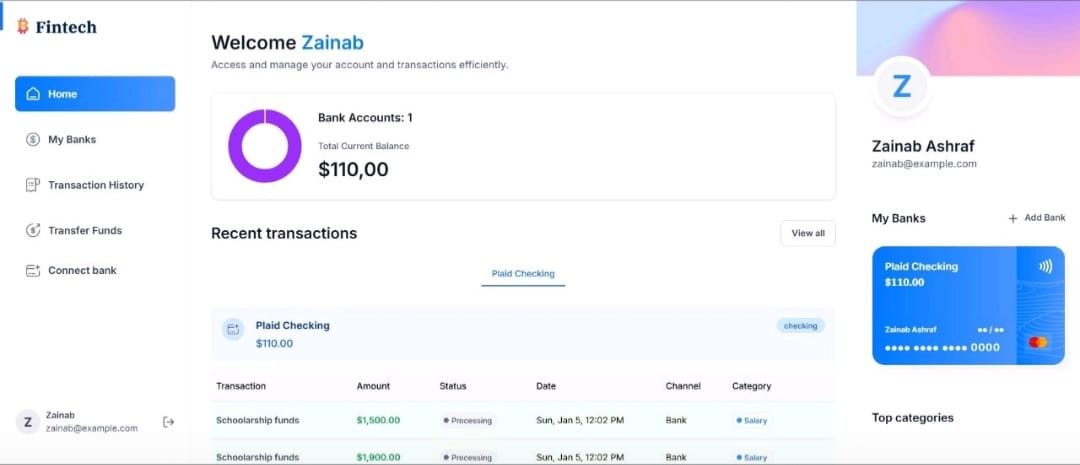 Fintech
Home
My Banks
Transaction History
Transfer Funds
Connect bank
Z
Zainab
zainab@example.com
Welcome Zainab
Access and manage your account and transactions efficiently.
Bank Accounts: 1
Total Current Balance
$110,00
Recent transactions
View all
Plaid Checking
Plaid Checking
$110.00
checking
Transaction Amount Status Date Channel Category
Schoolarship funds $1,500.00 Processing Sun, Jan 5, 12:02 PM Bank Salary
Schoolarship funds $1,900.00 Processing Sun, Jan 5, 12:02 PM Bank Salary
Z
Zainab Ashraf
zainab@example.com
My Banks + Add Bank
Plaid Checking
$110.00
Zainab Ashraf ●● / ●●
●●●● ●●●● ●●●● 0000
Top categories